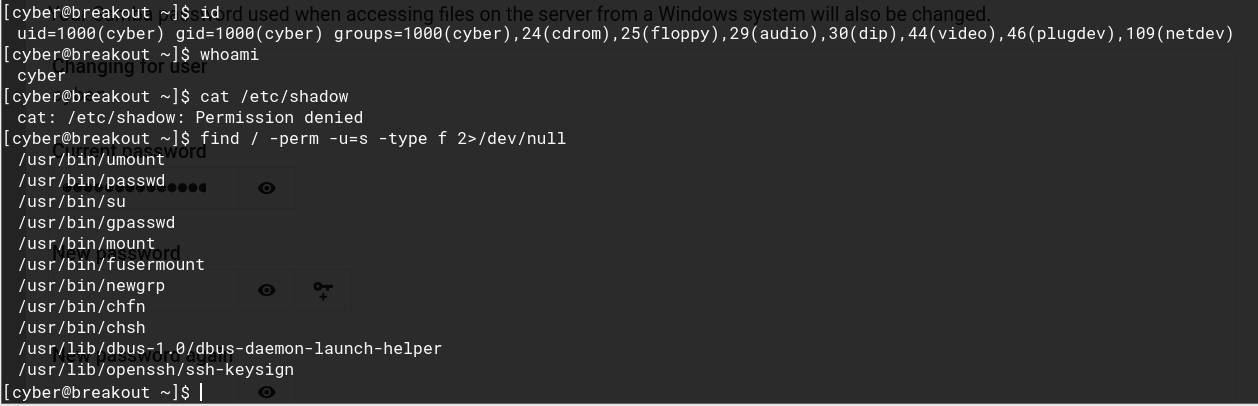 [cyber@breakout ~]$ id
password used when accessing files on the server from a Windows system will also be changed.
uid=1000(cyber) gid=1000(cyber) groups=1000(cyber),24(cdrom),25(floppy),29(audio),30(dip),44(video),46(plugdev),109(netdev)
[cyber@breakout ~]$ whoami
Changing for user
cyber
[cyber@breakout ~]$ cat /etc/shadow
cat: /etc/shadow: Permission denied
[cyber@breakout ~]$ find / -perm -u=s -type f 2>/dev/null
Current password
/usr/bin/umount
/usr/bin/passwd
/usr/bin/su
/usr/bin/gpasswd
/usr/bin/mount
New password
/usr/bin/fusermount
/usr/bin/newgrp
/usr/bin/chfn
/usr/bin/chsh
/usr/lib/dbus-1.0/dbus-daemon-launch-helper
New password again
/usr/lib/openssh/ssh-keysign
[cyber@breakout ~]$